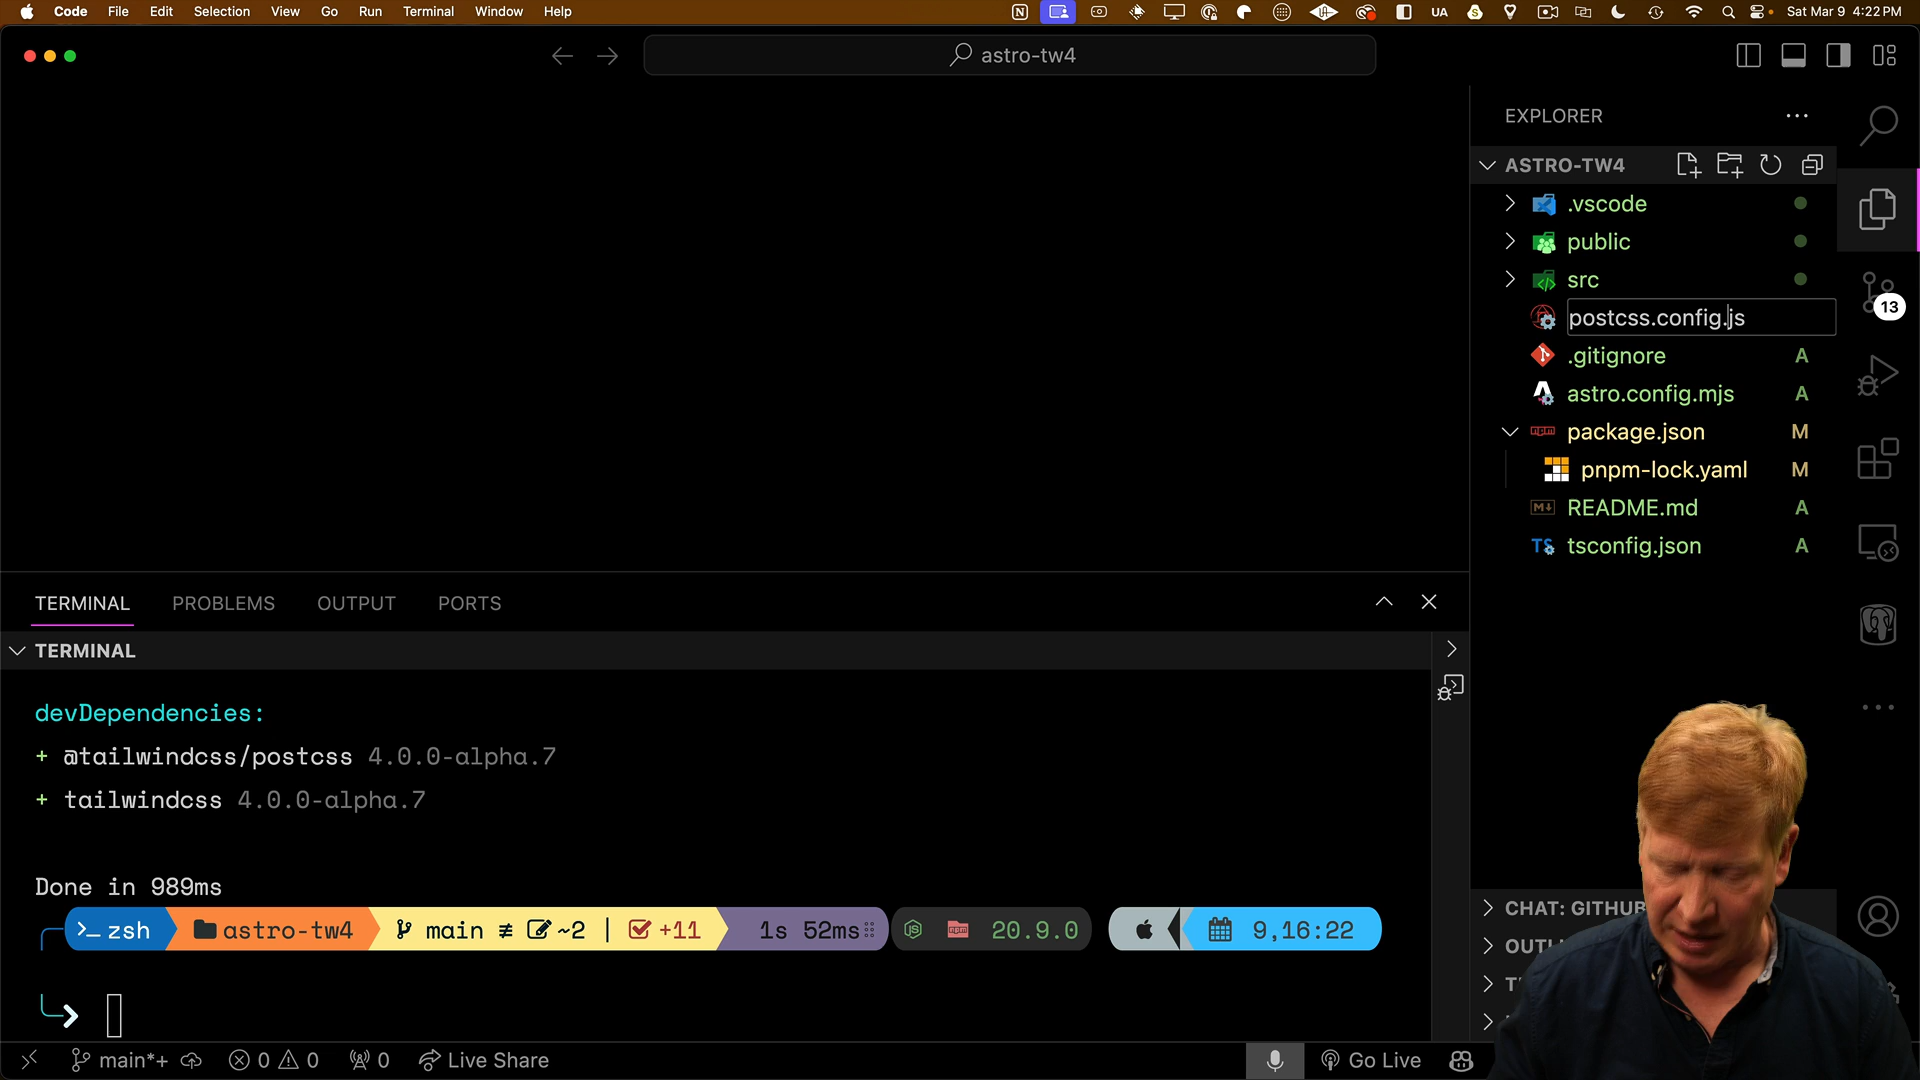 Code File Edit Selection View Go Run Terminal Window Help UA Sat Mar 9 4:22 PM
astro-tw4
EXPLORER
ASTRO-TW4
.vscode
public
src
postcss.config.js
.gitignore A
astro.config.mjs A
package.json M
pnpm-lock.yaml M
README.md A
tsconfig.json A
13
TERMINAL PROBLEMS OUTPUT PORTS
TERMINAL
devDependencies:
+ @tailwindcss/postcss 4.0.0-alpha.7
+ tailwindcss 4.0.0-alpha.7
Done in 989ms
>_ zsh astro-tw4 main ≢ ~2 | +11 1s 52ms 20.9.0 9,16:22
CHAT: GITHUB
OUTLI
T
main*+ 0 0 0 Live Share Go Live